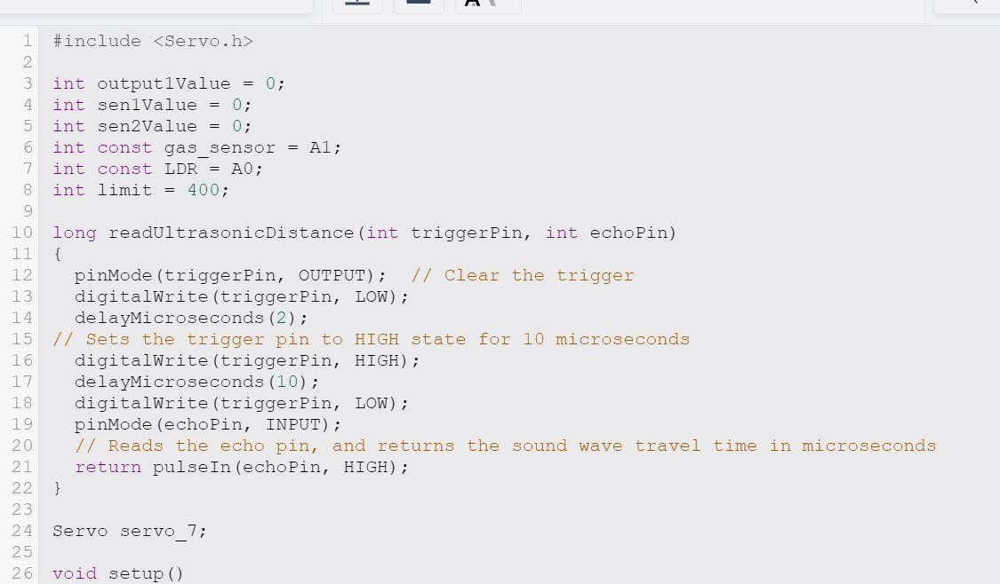 1 #include <Servo.h>
2
3 int output1Value = 0;
4 int sen1Value = 0;
5 int sen2Value = 0;
6 int const gas_sensor = A1;
7 int const LDR = A0;
8 int limit = 400;
9
10 long readUltrasonicDistance(int triggerPin, int echoPin)
11 {
12 pinMode(triggerPin, OUTPUT);  // Clear the trigger
13 digitalWrite(triggerPin, LOW);
14 delayMicroseconds(2);
15 // Sets the trigger pin to HIGH state for 10 microseconds
16 digitalWrite(triggerPin, HIGH);
17 delayMicroseconds(10);
18 digitalWrite(triggerPin, LOW);
19 pinMode(echoPin, INPUT);
20 // Reads the echo pin, and returns the sound wave travel time in microseconds
21 return pulseIn(echoPin, HIGH);
22 }
23
24 Servo servo_7;
25
26 void setup()